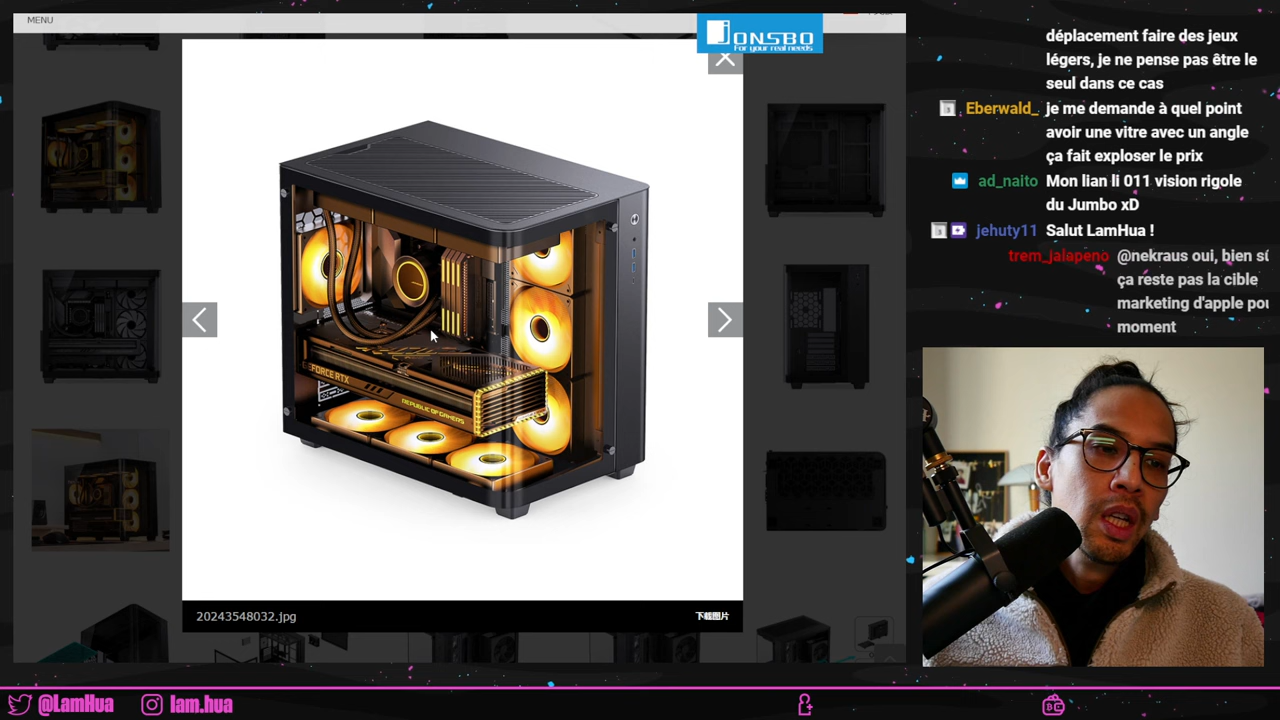 MENU
JONSBO
For your real needs
FORCE RTX
REPUBLIC OF GAMERS
20243548032.jpg
下载图片
déplacement faire des jeux
légers, je ne pense pas être le
seul dans ce cas
Eberwald_ je me demande à quel point
avoir une vitre avec un angle
ça fait exploser le prix
ad_naito Mon lian li 011 vision rigole
du Jumbo xD
jehuty11 Salut LamHua !
trem_jalapeno @nekraus oui, bien sû
ça reste pas la cible
marketing d'apple pou
moment
@LamHua
lam.hua